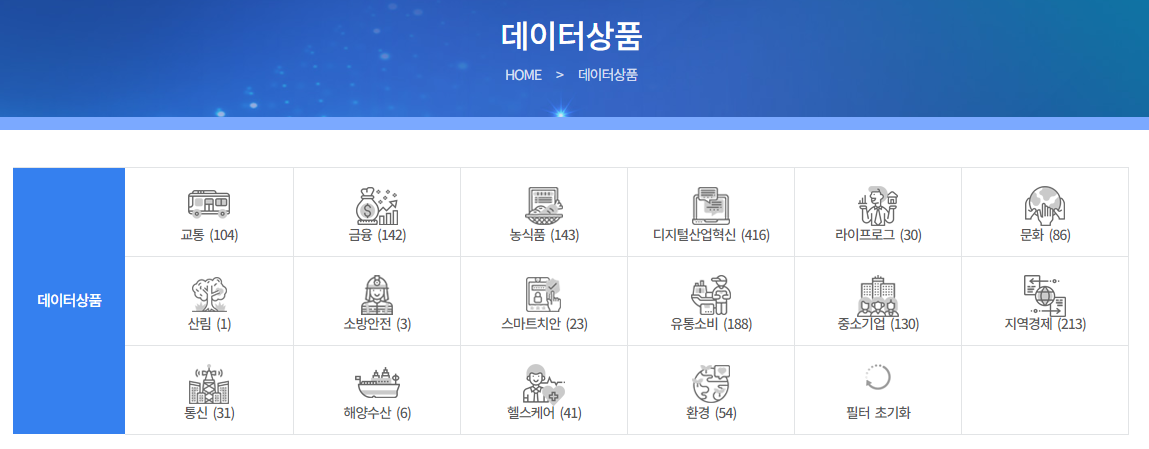 데이터상품
HOME > 데이터상품
교통 (104)
금융 (142)
농식품 (143)
디지털산업혁신 (416)
라이프로그 (30)
문화 (86)
데이터상품
산림 (1)
소방안전 (3)
스마트치안 (23)
유통소비 (188)
중소기업 (130)
지역경제 (213)
통신 (31)
해양수산 (6)
헬스케어 (41)
환경 (54)
필터 초기화